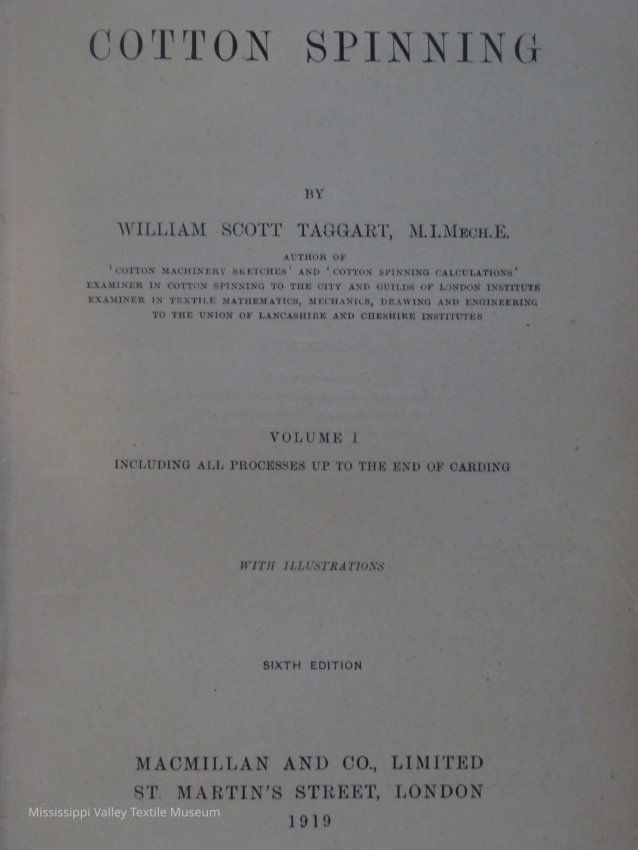 COTTON SPINNING
BY
WILLIAM SCOTT TAGGART, M.I.MECH.E.
AUTHOR OF
'COTTON MACHINERY SKETCHES' AND 'COTTON SPINNING CALCULATIONS'
EXAMINER IN COTTON SPINNING TO THE CITY AND GUILDS OF LONDON INSTITUTE
EXAMINER IN TEXTILE MATHEMATICS, MECHANICS, DRAWING AND ENGINEERING
TO THE UNION OF LANCASHIRE AND CHESHIRE INSTITUTES
VOLUME I
INCLUDING ALL PROCESSES UP TO THE END OF CARDING
WITH ILLUSTRATIONS
SIXTH EDITION
MACMILLAN AND CO., LIMITED
ST. MARTIN'S STREET, LONDON
Mississippi Valley Textile Museum
1919